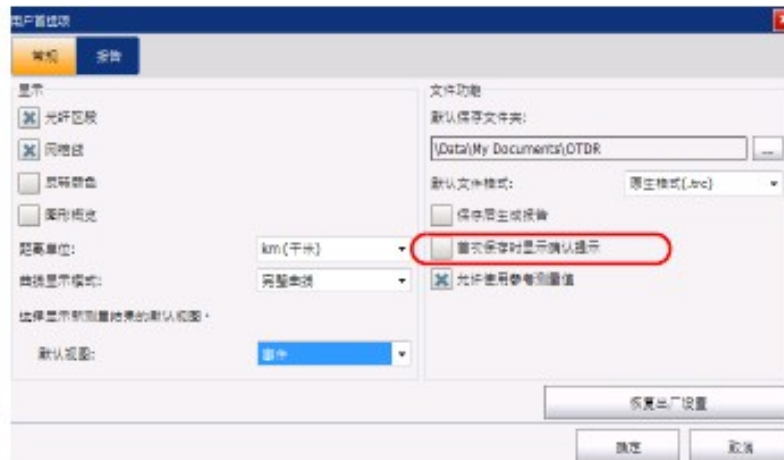 用户首选项
常规 报告
显示
光纤区段
网格线
反转颜色
图形概览
距离单位: km (千米)
曲线显示模式: 完整曲线
选择显示新测量结果的默认视图。
默认视图: 事件
文件功能
默认保存文件夹:
\Data\My Documents\OTDR
...
默认文件格式: 原生格式(.trc)
保存后生成报告
首次保存时显示确认提示
允许使用参考测量值
恢复出厂设置
确定 取消